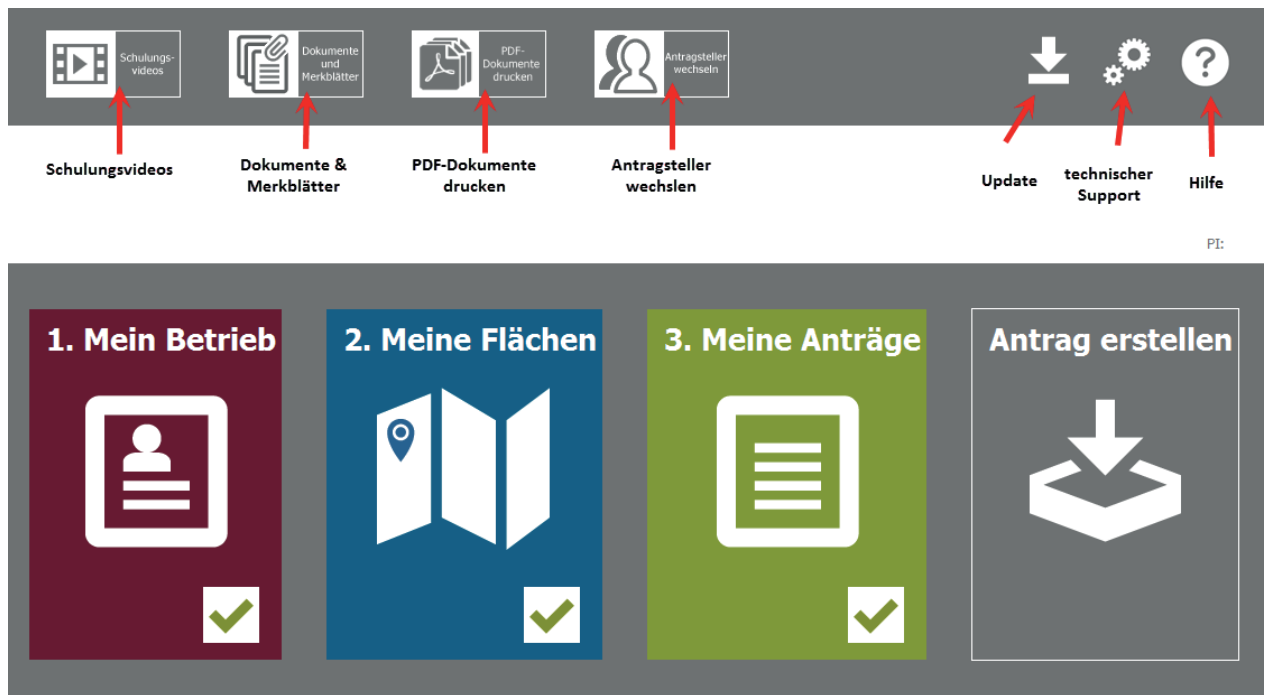 Schulungs-
videos
Dokumente
und
Merkblätter
PDF-
Dokumente
drucken
Antragsteller
wechseln
?
Schulungsvideos
Dokumente &
Merkblätter
PDF-Dokumente
drucken
Antragsteller
wechslen
Update
technischer
Support
Hilfe
PI:
1. Mein Betrieb
2. Meine Flächen
3. Meine Anträge
Antrag erstellen